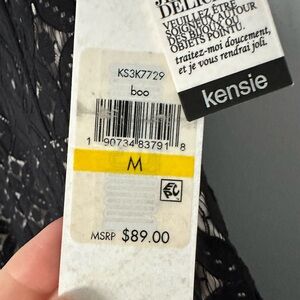 DELIC
VEUILLEZ ÊTRE
SOIGNEUX AUTOUR
DES BIJOUX OU
OBJETS POINTU.
traitez-moi doucement,
et je vous rendrai joli.
kensie
KS3K7729
boo
1 90734 83791 8
M
MSRP $89.00